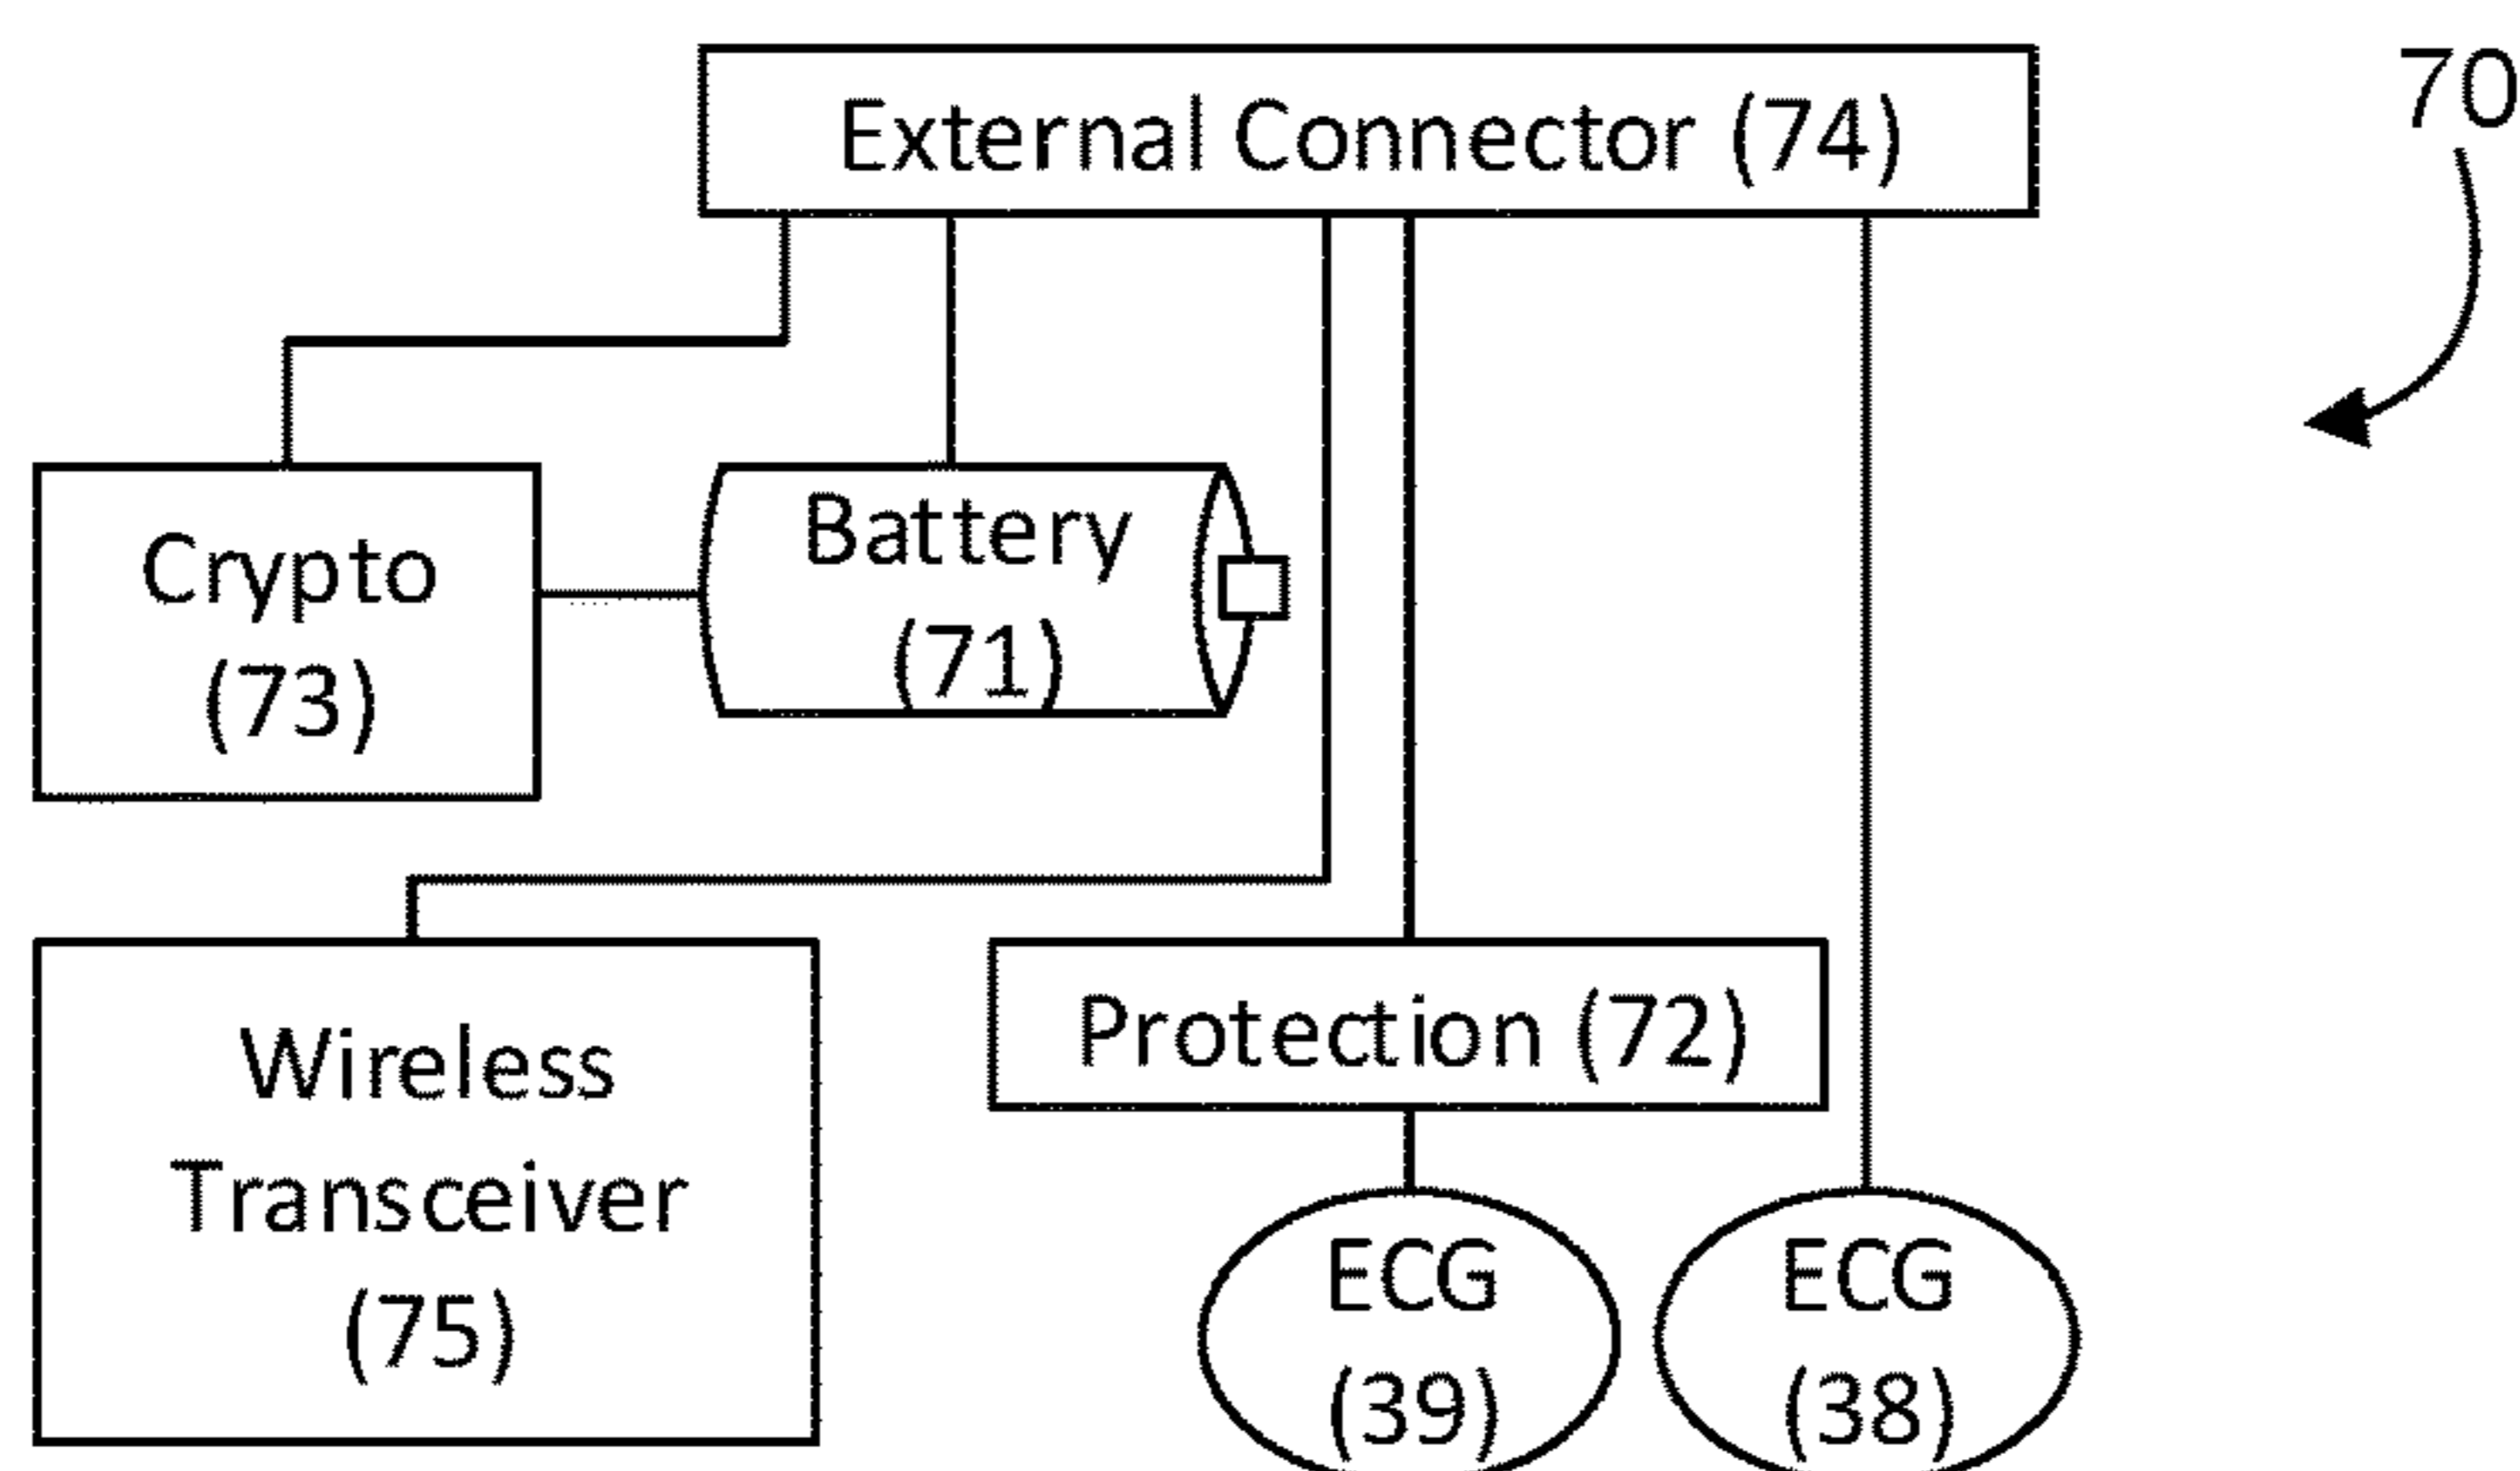 External Connector (74)
70
Crypto
(73)
Battery
(71)
Wireless
Transceiver
(75)
Protection (72)
ECG
(39)
ECG
(38)